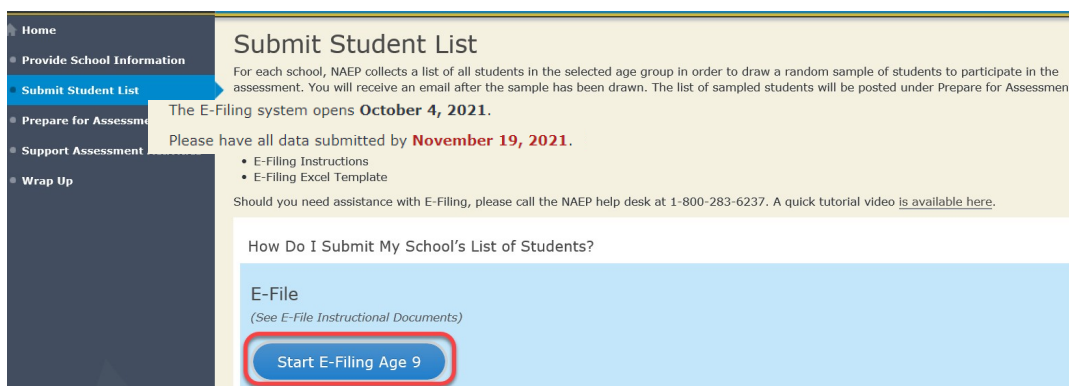 Home
Provide School Information
Submit Student List
Prepare for Assessme
Support Assessment
Wrap Up
Submit Student List
For each school, NAEP collects a list of all students in the selected age group in order to draw a random sample of students to participate in the
assessment. You will receive an email after the sample has been drawn. The list of sampled students will be posted under Prepare for Assessmen
The E-Filing system opens October 4, 2021.
Please have all data submitted by November 19, 2021.
• E-Filing Instructions
• E-Filing Excel Template
Should you need assistance with E-Filing, please call the NAEP help desk at 1-800-283-6237. A quick tutorial video is available here.
How Do I Submit My School's List of Students?
E-File
(See E-File Instructional Documents)
Start E-Filing Age 9